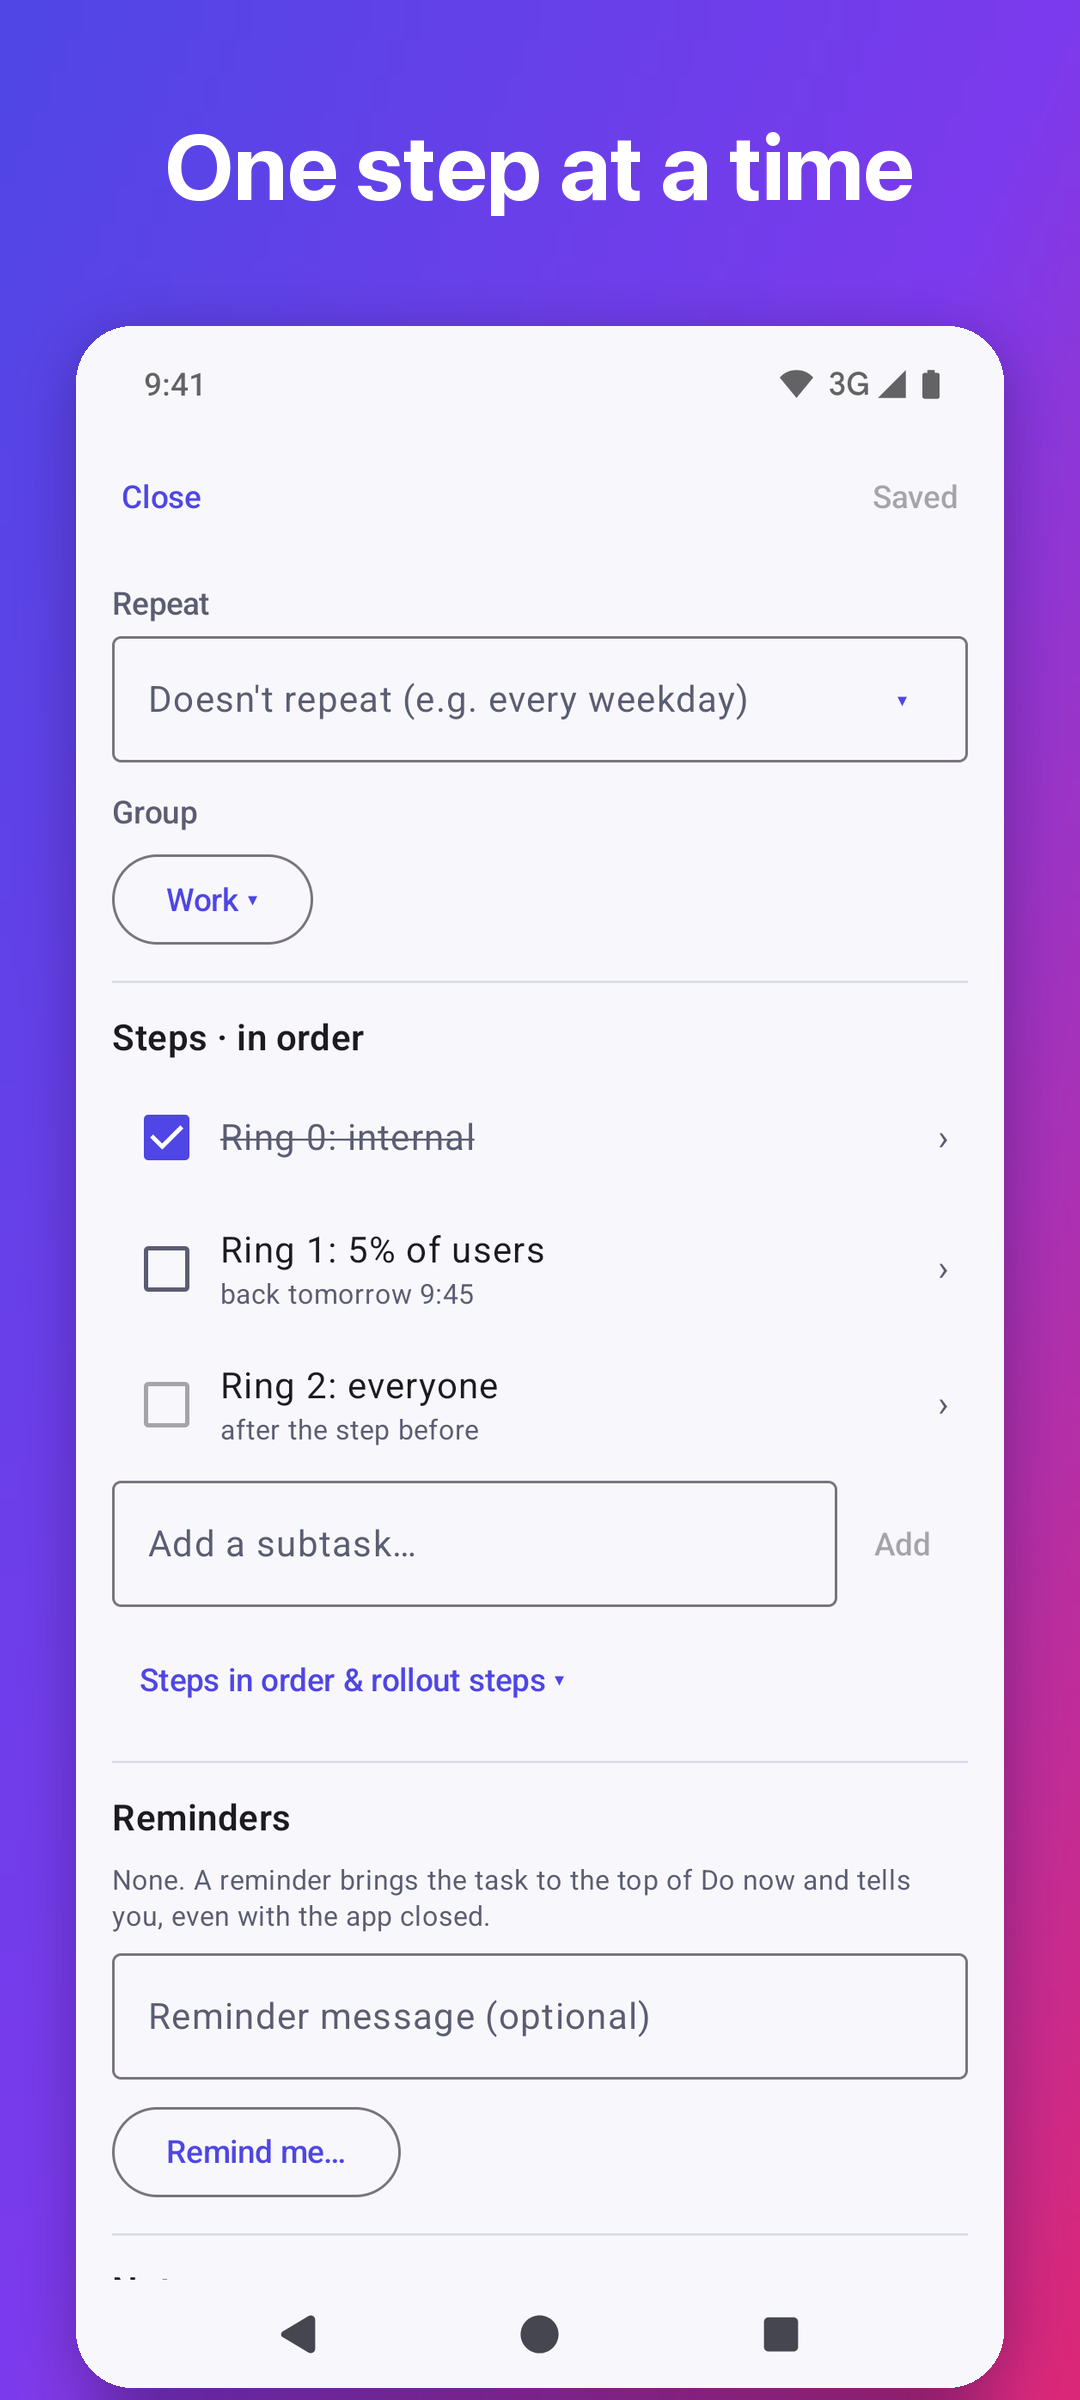 One step at a time
9:41
3G
Close
Saved
Repeat
Doesn't repeat (e.g. every weekday)
Group
Work
Steps · in order
Ring 0: internal
Ring 1: 5% of users
back tomorrow 9:45
Ring 2: everyone
after the step before
Add a subtask…
Add
Steps in order & rollout steps
Reminders
None. A reminder brings the task to the top of Do now and tells
you, even with the app closed.
Reminder message (optional)
Remind me…